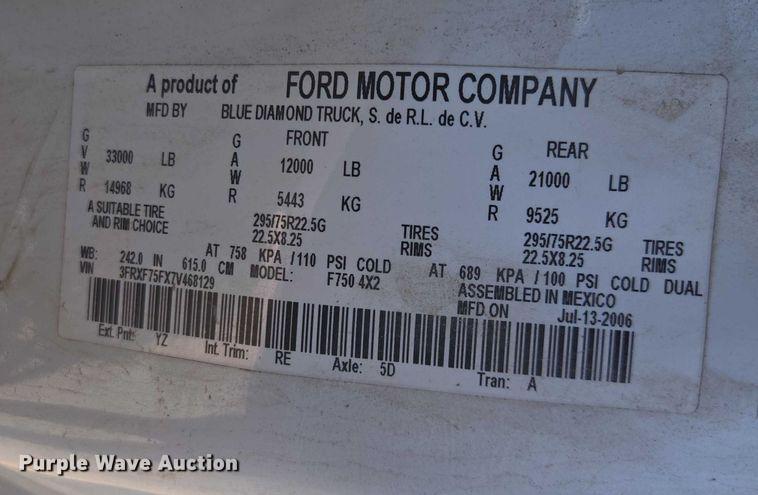 A product of FORD MOTOR COMPANY
MFD BY BLUE DIAMOND TRUCK, S. de R.L. de C.V.
GVWR 33000 LB 14968 KG
FRONT GAWR 12000 LB 5443 KG
REAR GAWR 21000 LB 9525 KG
A SUITABLE TIRE AND RIM CHOICE
295/75R22.5G TIRES 295/75R22.5G TIRES
22.5X8.25 RIMS 22.5X8.25 RIMS
AT 758 KPA /110 PSI COLD AT 689 KPA /100 PSI COLD DUAL
WB: 242.0 IN 615.0 CM MODEL: F750 4X2 ASSEMBLED IN MEXICO
VIN 3FRXF75FX7V468129 MFD ON Jul-13-2006
Ext. Pnt: YZ Int. Trim: RE Axle: 5D Tran: A
Purple Wave Auction